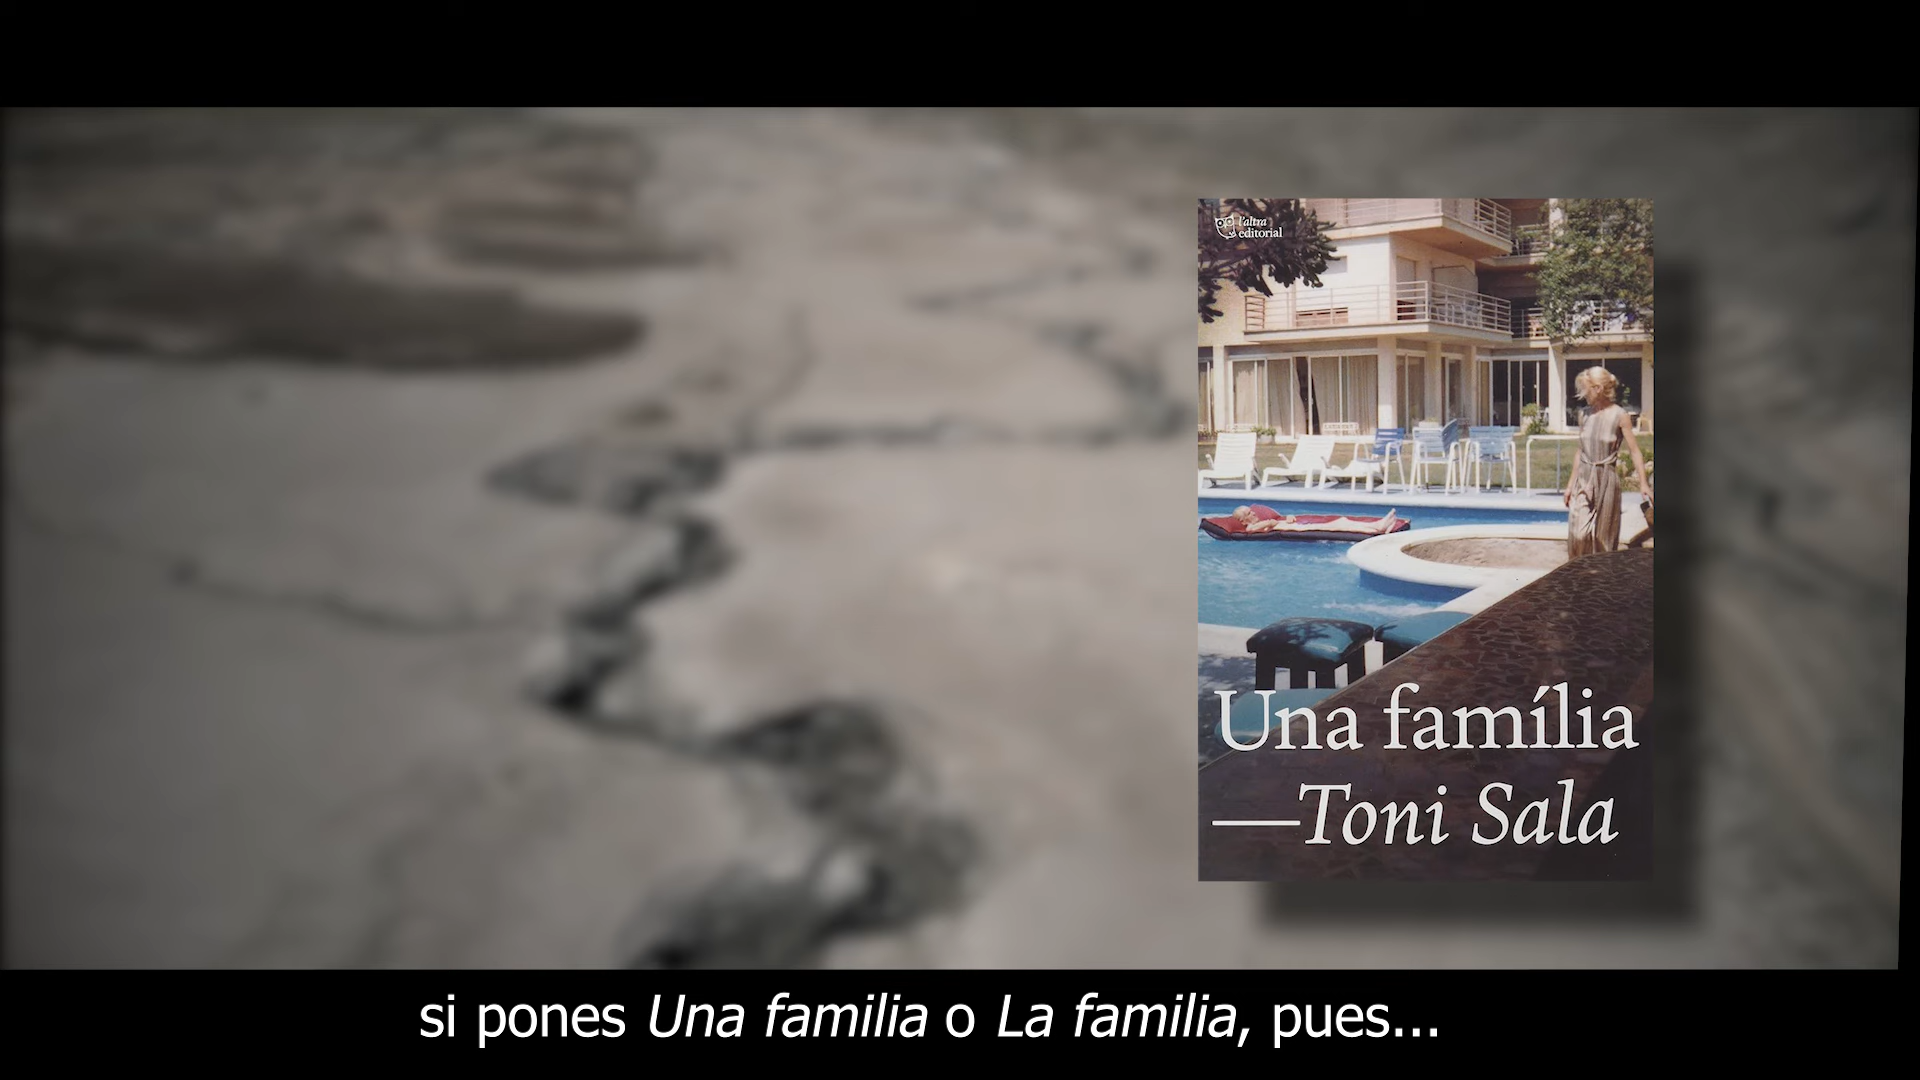 l'altra
editorial
Una família
—Toni Sala
si pones Una familia o La familia, pues...